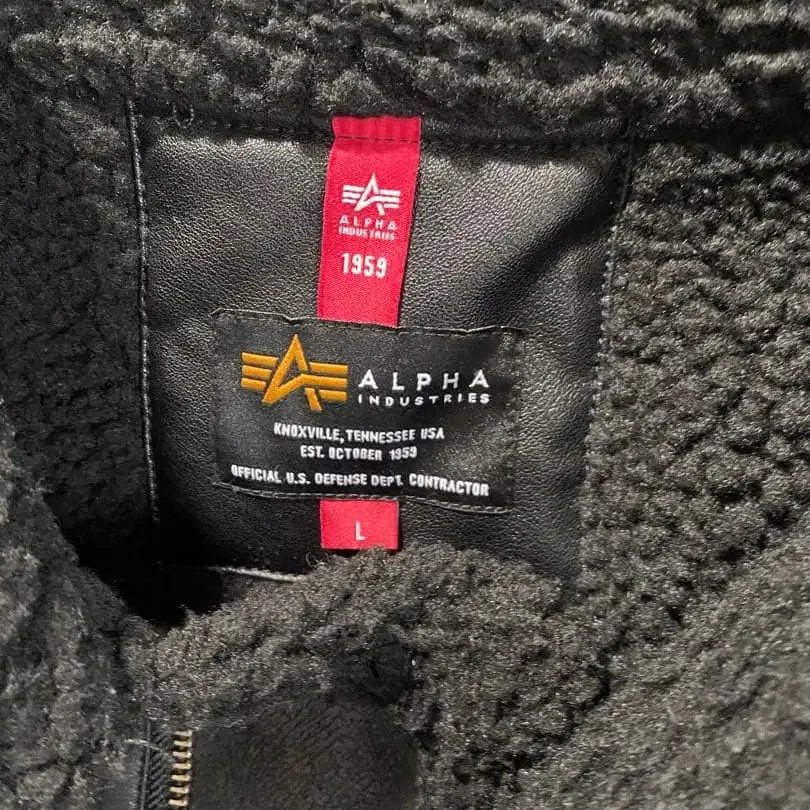 ALPHA
INDUSTRIES
1959
ALPHA
INDUSTRIES
KNOXVILLE, TENNESSEE USA
EST. OCTOBER 1959
OFFICIAL U.S. DEFENSE DEPT. CONTRACTOR
L